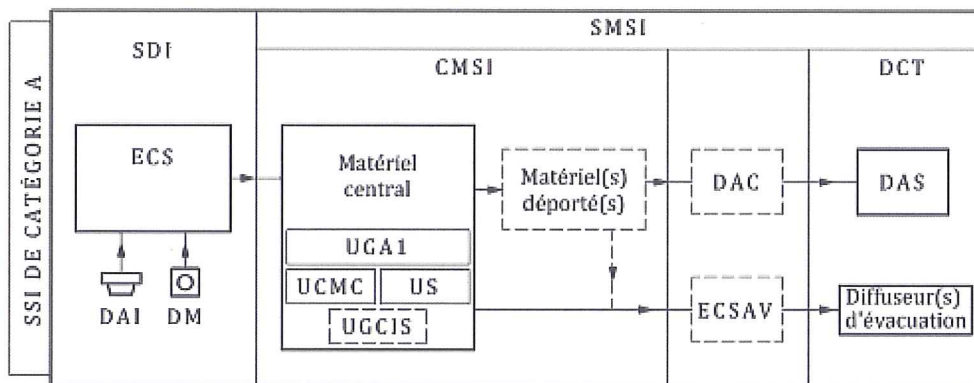 SSI DE CATÉGORIE A
SDI
SMSI
CMSI
DCT
ECS
DAI
DM
Matériel
central
UGA1
UCMC
US
UGCIS
Matériel(s)
déporté(s)
DAC
DAS
ECSAV
Diffuseur(s)
d'évacuation